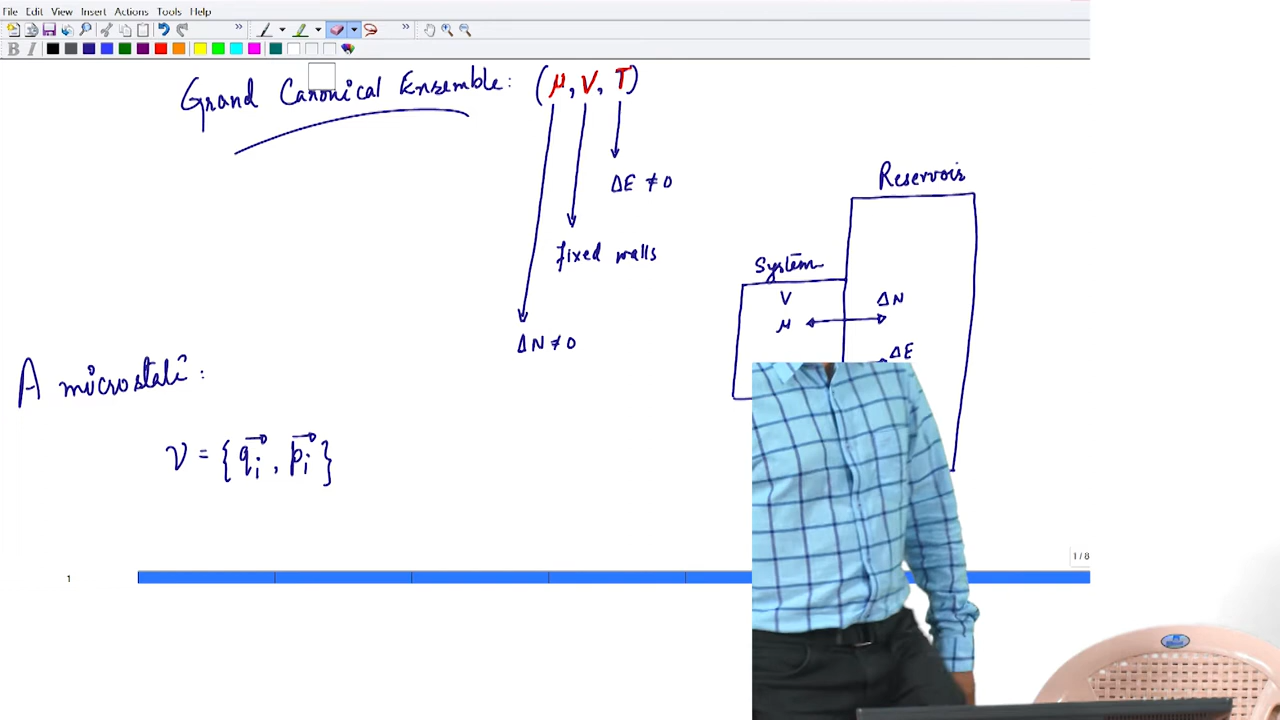 File Edit View Insert Actions Tools Help
Grand Canonical Ensemble: (μ, V, T)
ΔE ≠ 0
Reservoir
fixed walls
System
V
ΔN
μ
ΔN ≠ 0
ΔE
A microstate:
ν = {q⃗i, p⃗i}
1 / 8
1